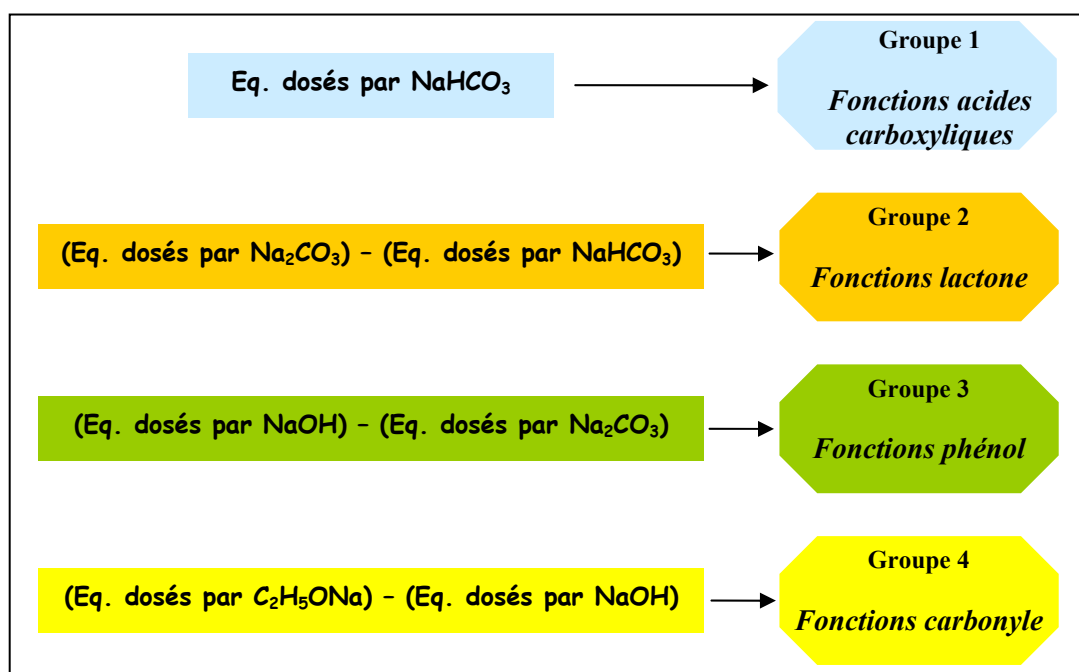 Eq. dosés par NaHCO₃
Groupe 1
Fonctions acides
carboxyliques
(Eq. dosés par Na₂CO₃) – (Eq. dosés par NaHCO₃)
Groupe 2
Fonctions lactone
(Eq. dosés par NaOH) – (Eq. dosés par Na₂CO₃)
Groupe 3
Fonctions phénol
(Eq. dosés par C₂H₅ONa) – (Eq. dosés par NaOH)
Groupe 4
Fonctions carbonyle